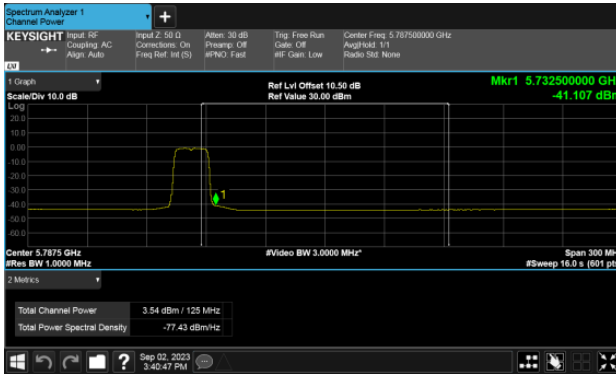 Spectrum Analyzer 1
Channel Power
+
KEYSIGHT
Input: RF
Coupling: AC
Align: Auto
Input Z: 50 Ω
Corrections: On
Freq Ref: Int (S)
Atten: 30 dB
Preamp: Off
#PNO: Fast
Trig: Free Run
Gate: Off
#IF Gain: Low
Center Freq: 5.787500000 GHz
Avg|Hold: 1/1
Radio Std: None
LXI
1 Graph
Scale/Div 10.0 dB
Ref Lvl Offset 10.50 dB
Ref Value 30.00 dBm
Mkr1 5.732500000 GH
-41.107 dBr
Log
20.0
10.0
0.00
-10.0
-20.0
-30.0
-40.0
-50.0
-60.0
1
Center 5.7875 GHz
#Res BW 1.0000 MHz
#Video BW 3.0000 MHz*
Span 300 MH
#Sweep 16.0 s (601 pts
2 Metrics
Total Channel Power 3.54 dBm / 125 MHz
Total Power Spectral Density -77.43 dBm/Hz
?
Sep 02, 2023
3:40:47 PM